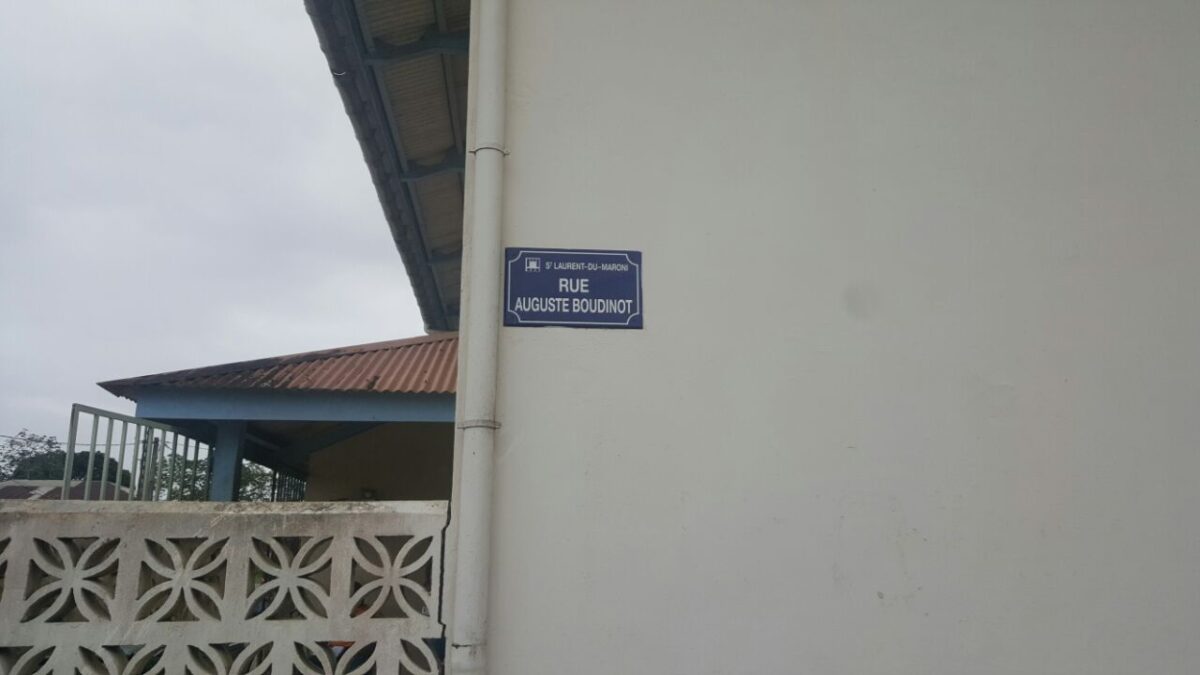 Sᵗ LAURENT-DU-MARONI
RUE
AUGUSTE BOUDINOT